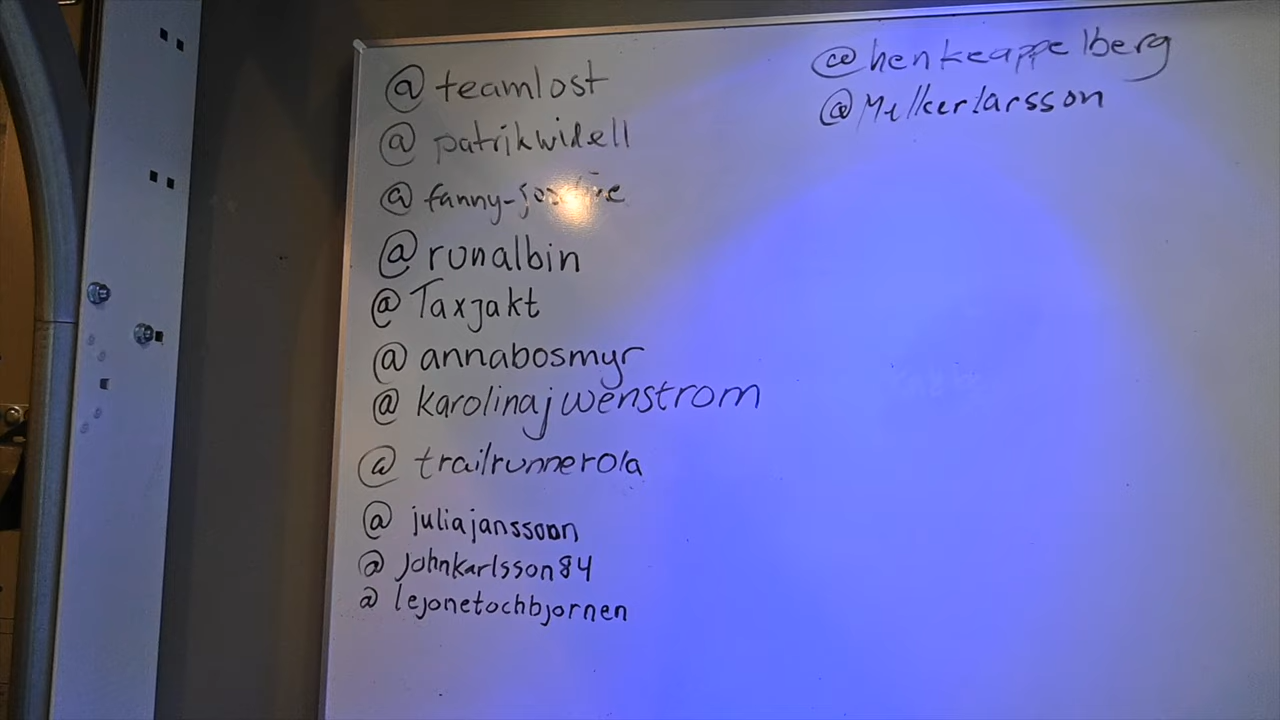 @teamlost
@patrikwidell
@runalbin
@Taxjakt
@annabosmyr
@karolinajwenstrom
@trailrunnerola
@juliajanssoon
@johnkarlsson84
@lejonetochbjornen
@henkeappelberg
@Melkerlarsson